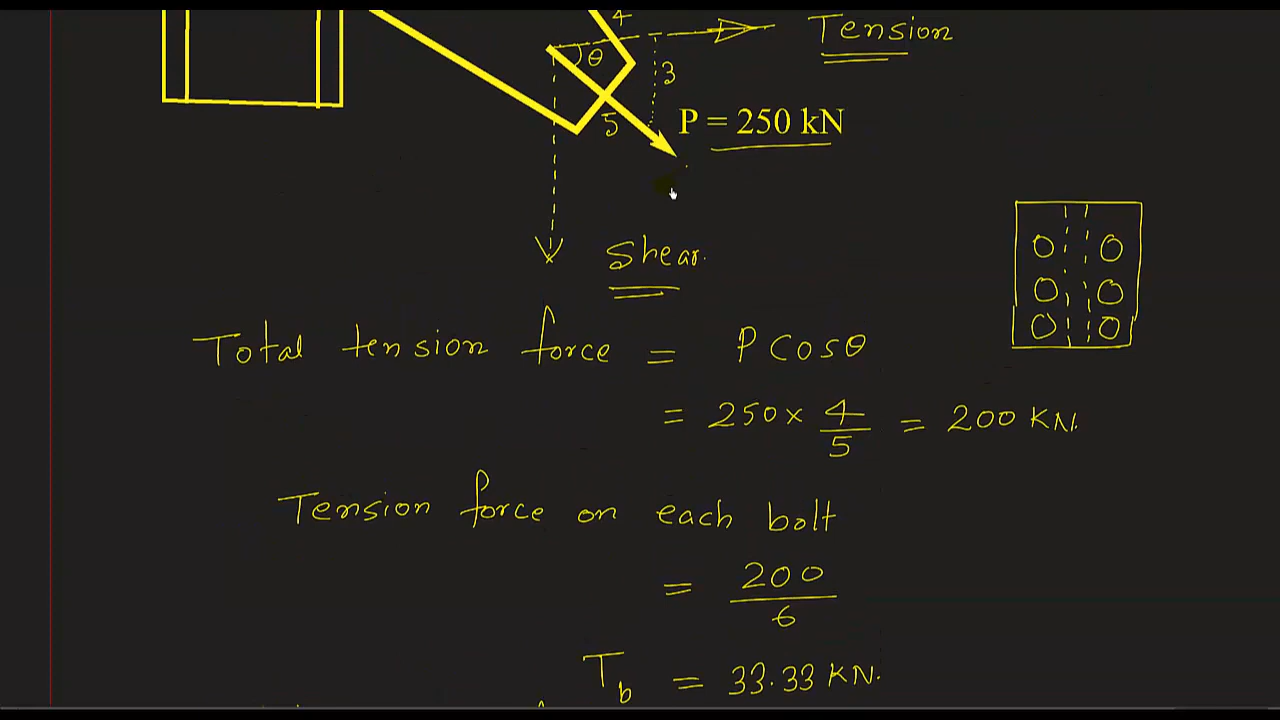 4
Tension
θ
3
5
P = 250 kN
Shear.
Total tension force = P Cosθ
= 250 × 4/5 = 200 KN.
Tension force on each bolt
= 200/6
T_b = 33.33 KN.